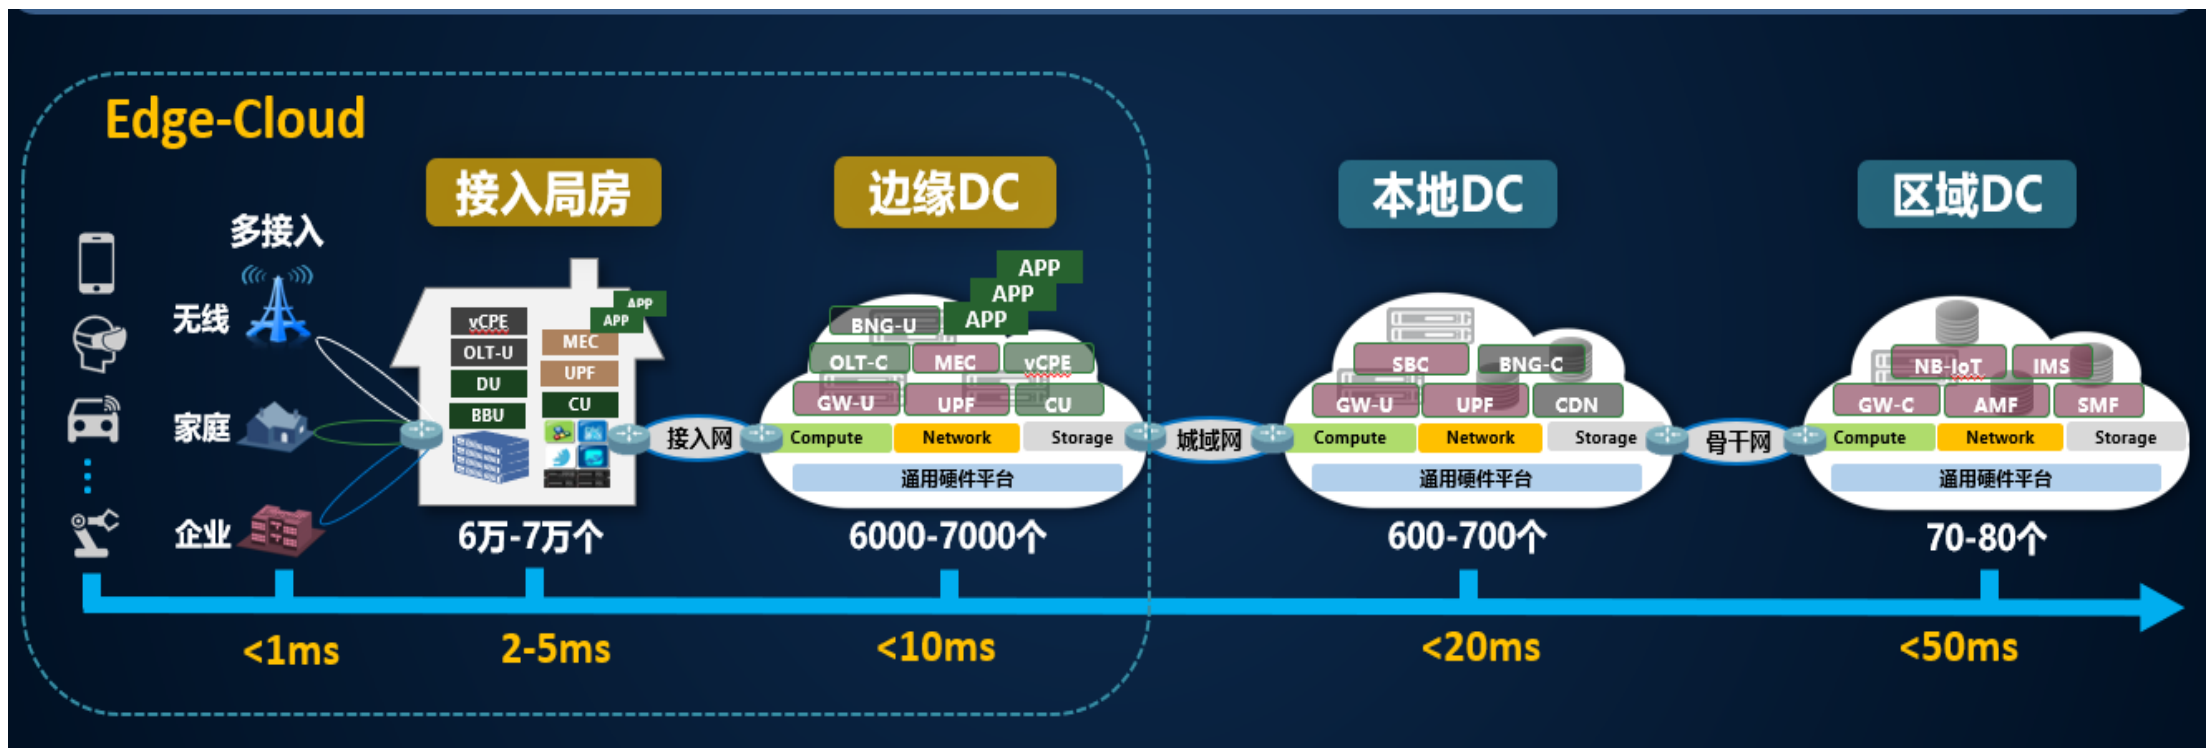 Edge-Cloud
多接入
无线
家庭
企业
接入局房
APP
APP
vCPE
OLT-U
DU
BBU
MEC
UPF
CU
6万-7万个
接入网
边缘DC
APP
APP
APP
BNG-U
OLT-C MEC vCPE
GW-U UPF CU
Compute Network Storage
通用硬件平台
6000-7000个
城域网
本地DC
SBC BNG-C
GW-U UPF CDN
Compute Network Storage
通用硬件平台
600-700个
骨干网
区域DC
NB-IoT IMS
GW-C AMF SMF
Compute Network Storage
通用硬件平台
70-80个
<1ms
2-5ms
<10ms
<20ms
<50ms